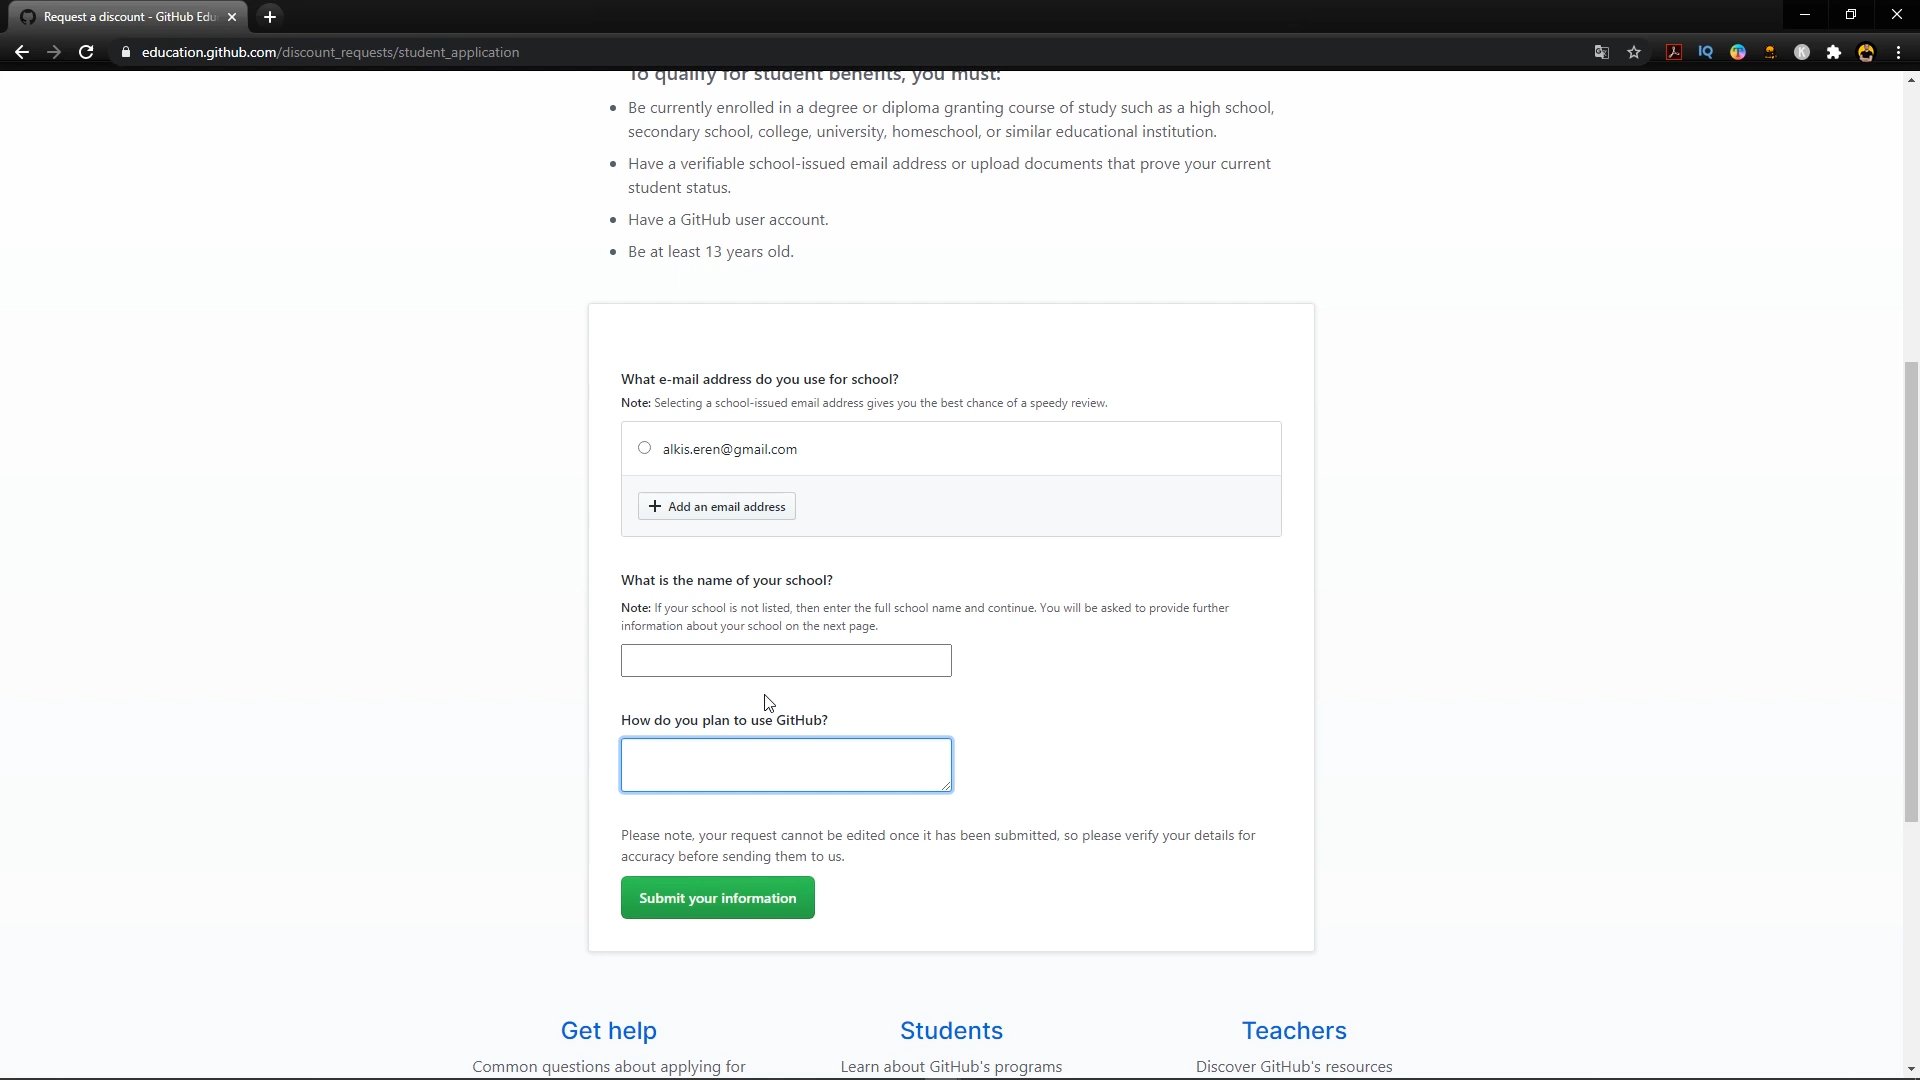 Request a discount - GitHub Edu
education.github.com/discount_requests/student_application
To qualify for student benefits, you must:
Be currently enrolled in a degree or diploma granting course of study such as a high school,
secondary school, college, university, homeschool, or similar educational institution.
Have a verifiable school-issued email address or upload documents that prove your current
student status.
Have a GitHub user account.
Be at least 13 years old.
What e-mail address do you use for school?
Note: Selecting a school-issued email address gives you the best chance of a speedy review.
alkis.eren@gmail.com
Add an email address
What is the name of your school?
Note: If your school is not listed, then enter the full school name and continue. You will be asked to provide further
information about your school on the next page.
How do you plan to use GitHub?
Please note, your request cannot be edited once it has been submitted, so please verify your details for
accuracy before sending them to us.
Submit your information
Get help Students Teachers
Common questions about applying for Learn about GitHub's programs Discover GitHub's resources